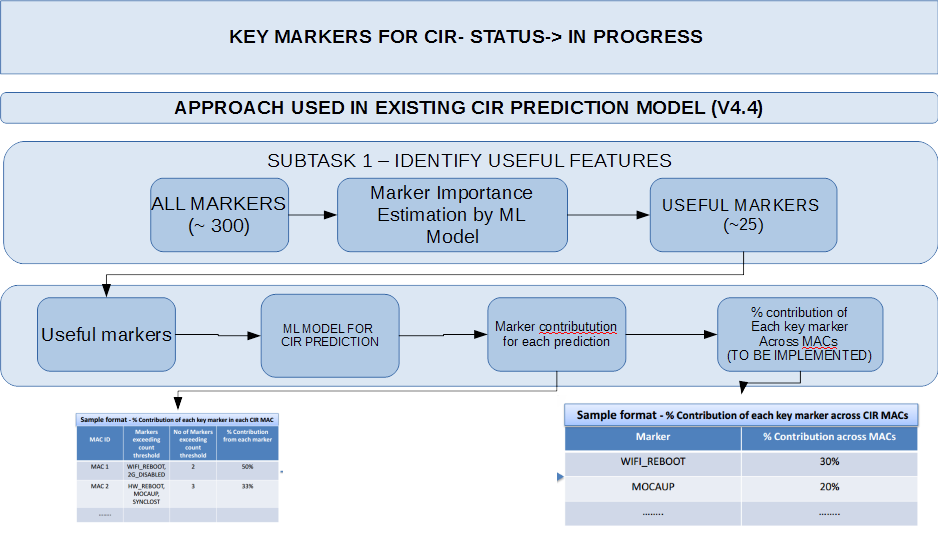 KEY MARKERS FOR CIR- STATUS-> IN PROGRESS
APPROACH USED IN EXISTING CIR PREDICTION MODEL (V4.4)
SUBTASK 1 – IDENTIFY USEFUL FEATURES
ALL MARKERS
(~ 300)
Marker Importance
Estimation by ML
Model
USEFUL MARKERS
(~25)
Useful markers
ML MODEL FOR
CIR PREDICTION
Marker contributution
for each prediction
% contribution of
Each key marker
Across MACs
(TO BE IMPLEMENTED)
Sample format - % Contribution of each key marker in each CIR MAC
MAC ID
Markers
exceeding
count
threshold
No of Markers
exceeding
count
threshold
% Contribution
from each marker
MAC 1
WIFI_REBOOT,
2G_DISABLED
2
50%
MAC 2
HW_REBOOT,
MOCAUP,
SYNCLOST
3
33%
......
Sample format - % Contribution of each key marker across CIR MACs
Marker
% Contribution across MACs
WIFI_REBOOT
30%
MOCAUP
20%
........
........